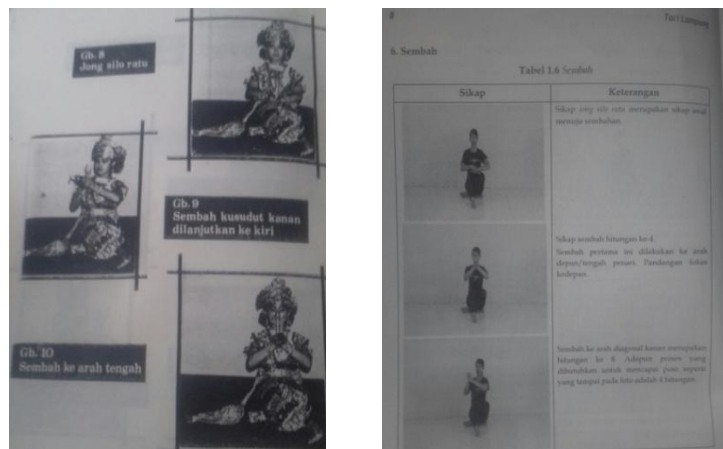 Gb. 8
Jong silo ratu
Gb. 9
Sembah kusudut kanan
dilanjutkan ke kiri
Gb. 10
Sembah ke arah tengah
8
Tari Lampung
6. Sembah
Tabel 1.6 Sembah
Sikap
Keterangan
Sikap jong silo ratu merupakan sikap awal
menuju sembahan.
Sikap sembah hitungan ke-4.
Sembah pertama ini dilakukan ke arah
depan/tengah penari. Pandangan fokus
kedepan.
Sembah ke arah diagonal kanan merupakan
hitungan ke 8. Adapun proses yang
dibutuhkan untuk mencapai pose seperti
yang tampai pada foto adalah 4 hitungan.